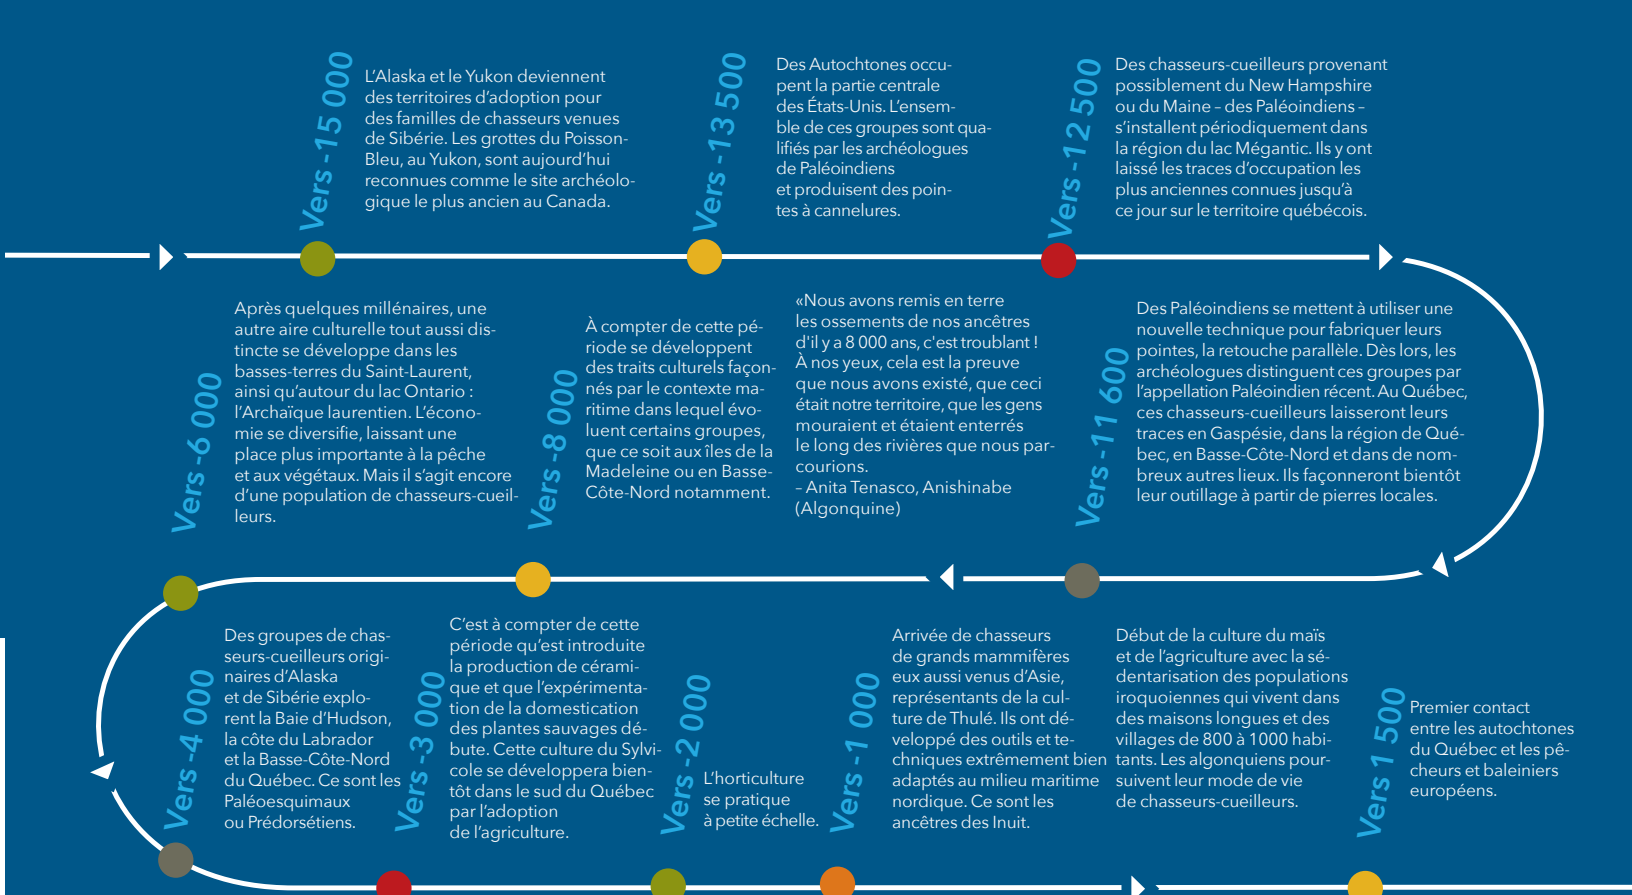 Vers -15 000
L'Alaska et le Yukon deviennent
des territoires d'adoption pour
des familles de chasseurs venues
de Sibérie. Les grottes du Poisson-
Bleu, au Yukon, sont aujourd'hui
reconnues comme le site archéolo-
gique le plus ancien au Canada.
Vers -13 500
Des Autochtones occu-
pent la partie centrale
des États-Unis. L'ensem-
ble de ces groupes sont qua-
lifiés par les archéologues
de Paléoindiens
et produisent des poin-
tes à cannelures.
Vers -12 500
Des chasseurs-cueilleurs provenant
possiblement du New Hampshire
ou du Maine – des Paléoindiens –
s'installent périodiquement dans
la région du lac Mégantic. Ils y ont
laissé les traces d'occupation les
plus anciennes connues jusqu'à
ce jour sur le territoire québécois.
Vers -11 600
Des Paléoindiens se mettent à utiliser une
nouvelle technique pour fabriquer leurs
pointes, la retouche parallèle. Dès lors, les
archéologues distinguent ces groupes par
l'appellation Paléoindien récent. Au Québec,
ces chasseurs-cueilleurs laisseront leurs
traces en Gaspésie, dans la région de Qué-
bec, en Basse-Côte-Nord et dans de nom-
breux autres lieux. Ils façonneront bientôt
leur outillage à partir de pierres locales.
«Nous avons remis en terre
les ossements de nos ancêtres
d'il y a 8 000 ans, c'est troublant !
À nos yeux, cela est la preuve
que nous avons existé, que ceci
était notre territoire, que les gens
mouraient et étaient enterrés
le long des rivières que nous par-
courions.
– Anita Tenasco, Anishinabe
(Algonquine)
Vers -8 000
À compter de cette pé-
riode se développent
des traits culturels façon-
nés par le contexte ma-
ritime dans lequel évo-
luent certains groupes,
que ce soit aux îles de la
Madeleine ou en Basse-
Côte-Nord notamment.
Vers -6 000
Après quelques millénaires, une
autre aire culturelle tout aussi dis-
tincte se développe dans les
basses-terres du Saint-Laurent,
ainsi qu'autour du lac Ontario :
l'Archaïque laurentien. L'écono-
mie se diversifie, laissant une
place plus importante à la pêche
et aux végétaux. Mais il s'agit encore
d'une population de chasseurs-cueil-
leurs.
Vers -4 000
Des groupes de chas-
seurs-cueilleurs origi-
naires d'Alaska
et de Sibérie explo-
rent la Baie d'Hudson,
la côte du Labrador
et la Basse-Côte-Nord
du Québec. Ce sont les
Paléoesquimaux
ou Prédorsétiens.
Vers -3 000
C'est à compter de cette
période qu'est introduite
la production de cérami-
que et que l'expérimenta-
tion de la domestication
des plantes sauvages dé-
bute. Cette culture du Sylvi-
cole se développera bien-
tôt dans le sud du Québec
par l'adoption
de l'agriculture.
Vers -2 000
L'horticulture
se pratique
à petite échelle.
Vers - 1 000
Arrivée de chasseurs
de grands mammifères
eux aussi venus d'Asie,
représentants de la cul-
ture de Thulé. Ils ont dé-
veloppé des outils et te-
chniques extrêmement bien
adaptés au milieu maritime
nordique. Ce sont les
ancêtres des Inuit.
Début de la culture du maïs
et de l'agriculture avec la sé-
dentarisation des populations
iroquoiennes qui vivent dans
des maisons longues et des
villages de 800 à 1000 habi-
tants. Les algonquiens pour-
suivent leur mode de vie
de chasseurs-cueilleurs.
Vers 1 500
Premier contact
entre les autochtones
du Québec et les pê-
cheurs et baleiniers
européens.